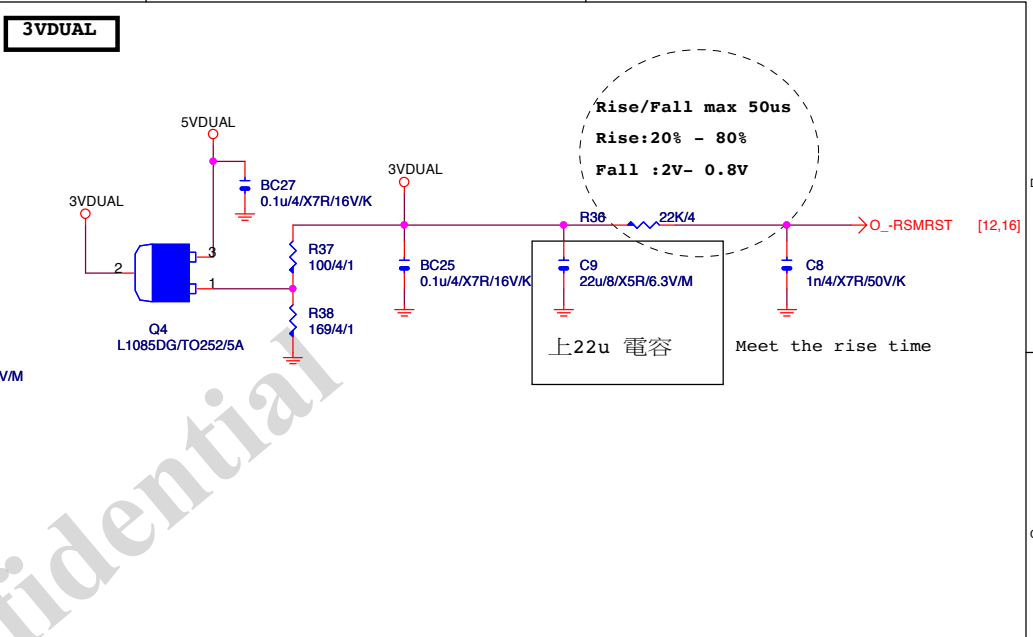 3VDUAL
Rise/Fall max 50us
Rise:20% - 80%
Fall :2V- 0.8V
5VDUAL
BC27
0.1u/4/X7R/16V/K
3VDUAL
3VDUAL
R36
22K/4
O_-RSMRST
[12,16]
2
3
1
R37
100/4/1
BC25
0.1u/4/X7R/16V/K
C9
22u/8/X5R/6.3V/M
C8
1n/4/X7R/50V/K
R38
169/4/1
Q4
L1085DG/TO252/5A
上22u 電容
Meet the rise time
V/M
fidential